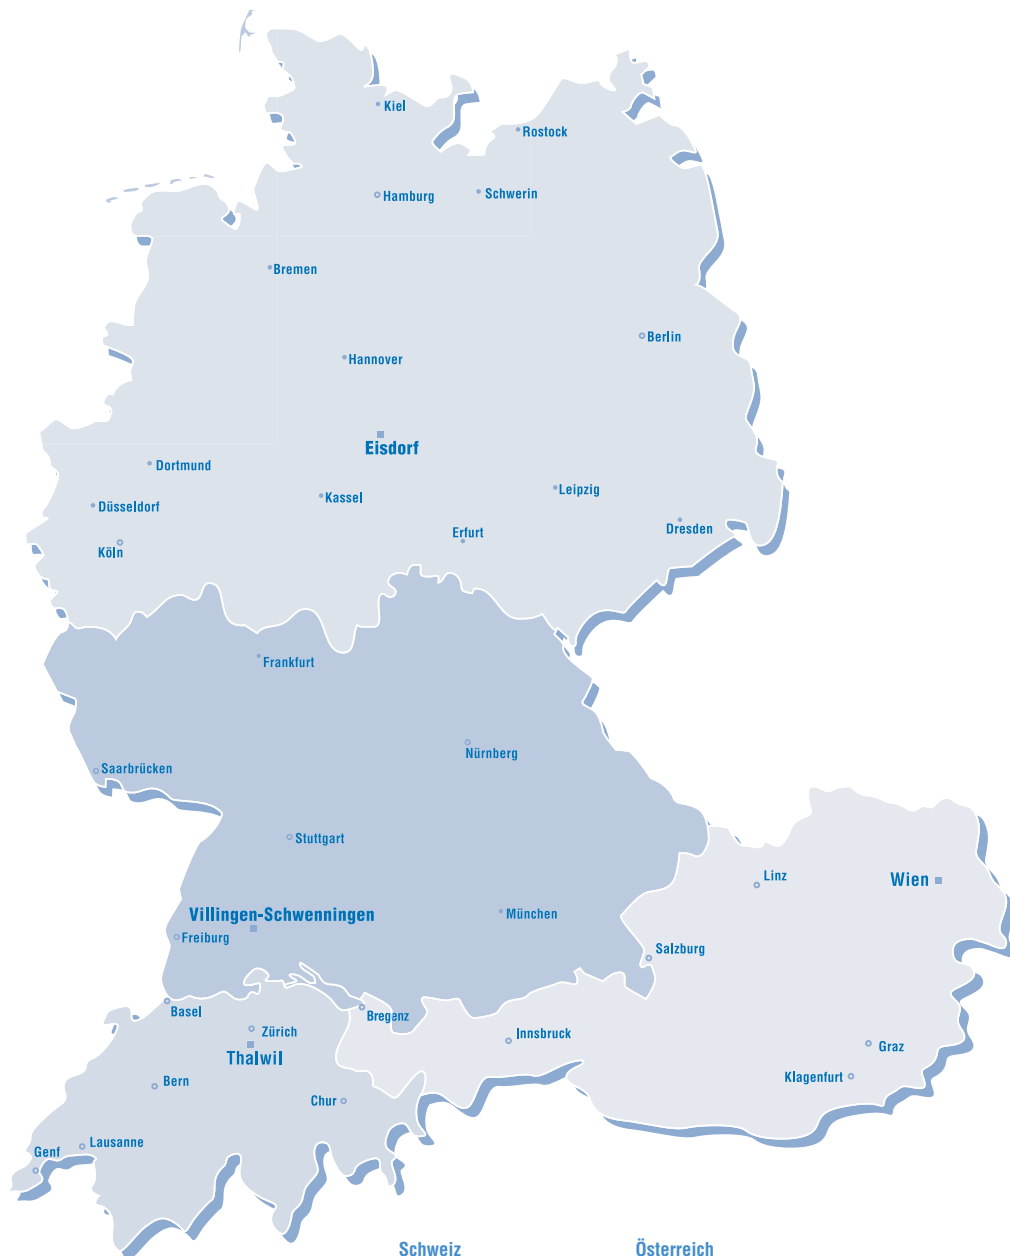 Kiel
Rostock
Hamburg
Schwerin
Bremen
Berlin
Hannover
Eisdorf
Dortmund
Kassel
Leipzig
Düsseldorf
Dresden
Erfurt
Köln
Frankfurt
Nürnberg
Saarbrücken
Stuttgart
Linz
Wien
Villingen-Schwenningen
München
Freiburg
Salzburg
Basel
Bregenz
Zürich
Innsbruck
Graz
Thalwil
Klagenfurt
Bern
Chur
Lausanne
Genf
Schweiz
Österreich